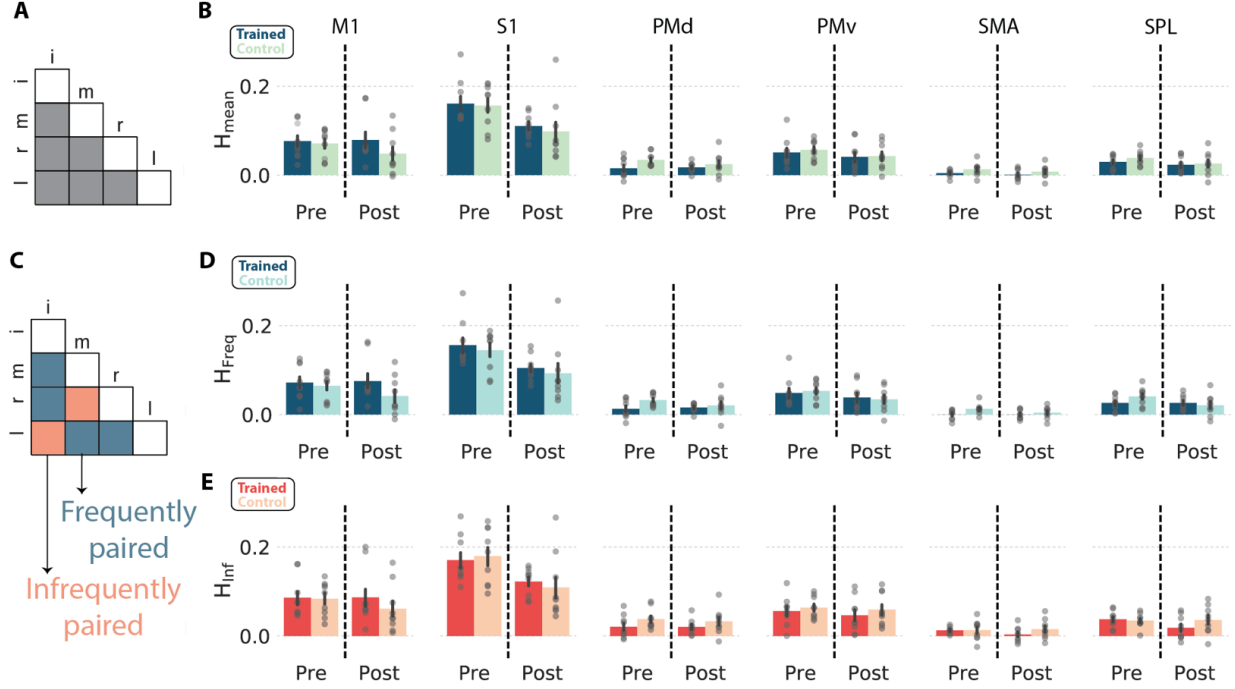 A
i
i
m
m
r
r
l
l
B
Trained
Control
M1 S1 PMd PMv SMA SPL
H_mean
0.2
0.0
Pre Post Pre Post Pre Post Pre Post Pre Post Pre Post
C
i
i
m
m
r
r
l
l
Frequently
paired
Infrequently
paired
D
Trained
Control
H_Freq
0.2
0.0
Pre Post Pre Post Pre Post Pre Post Pre Post Pre Post
E
Trained
Control
H_Inf
0.2
0.0
Pre Post Pre Post Pre Post Pre Post Pre Post Pre Post